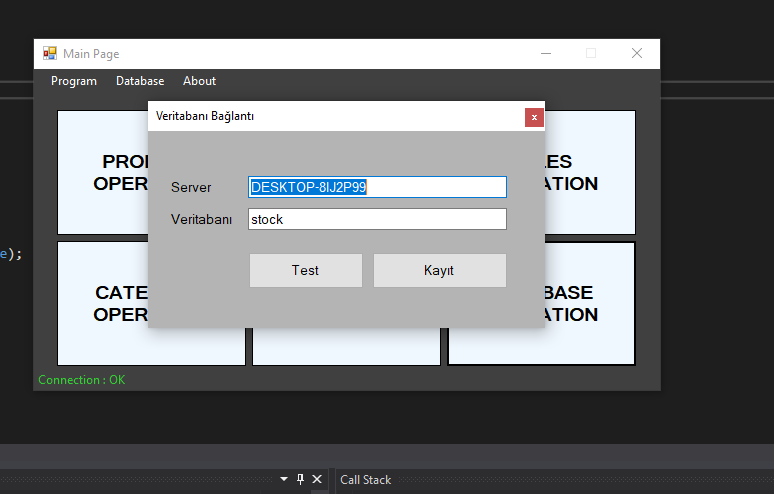 Main Page
Program Database About
Veritabanı Bağlantı
x
Server DESKTOP-8IJ2P99
Veritabanı stock
Test Kayıt
PRO
OPER
LES
ATION
e);
CATE
OPER
BASE
ATION
Connection : OK
Call Stack